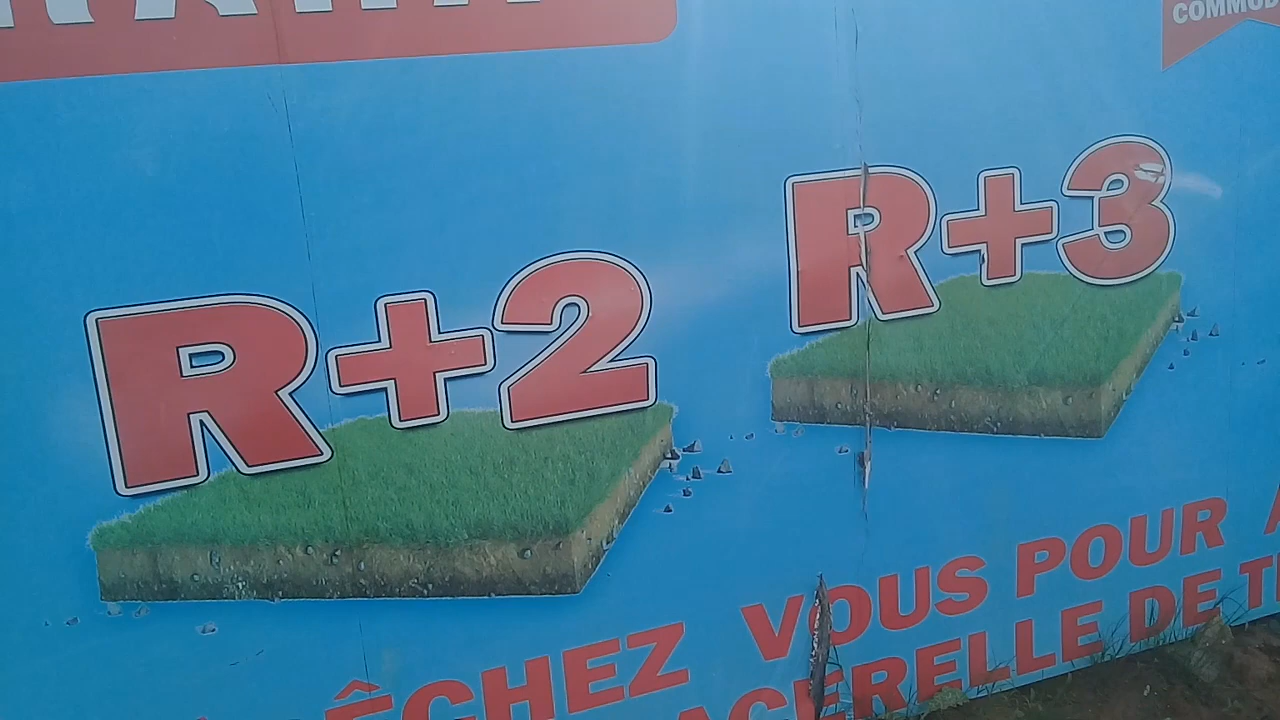 COMMOD
R+2
R+3
ÊCHEZ VOUS POUR A
ACERELLE DE T